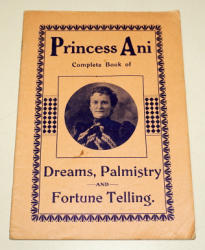 Princess Ani
Complete Book of
Dreams, Palmistry
AND
Fortune Telling.